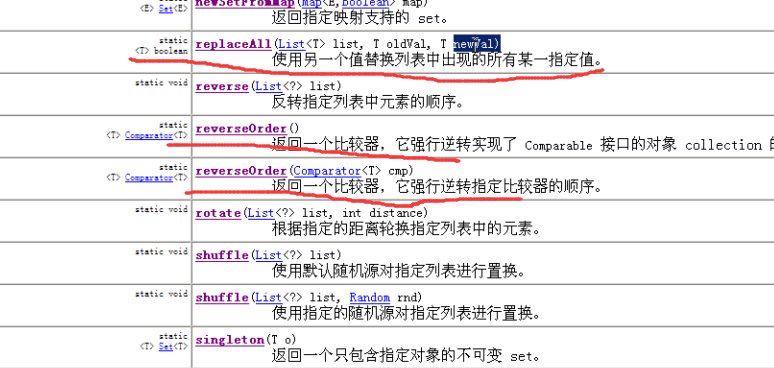 static
<E> Set<E>
newSetFromMap(Map<E,Boolean> map)
返回指定映射支持的 set。
static
<T> boolean
replaceAll(List<T> list, T oldVal, T newVal)
使用另一个值替换列表中出现的所有某一指定值。
static void
reverse(List<?> list)
反转指定列表中元素的顺序。
static
<T> Comparator<T>
reverseOrder()
返回一个比较器，它强行逆转实现了 Comparable 接口的对象 collection 的
static
<T> Comparator<T>
reverseOrder(Comparator<T> cmp)
返回一个比较器，它强行逆转指定比较器的顺序。
static void
rotate(List<?> list, int distance)
根据指定的距离轮换指定列表中的元素。
static void
shuffle(List<?> list)
使用默认随机源对指定列表进行置换。
static void
shuffle(List<?> list, Random rnd)
使用指定的随机源对指定列表进行置换。
static
<T> Set<T>
singleton(T o)
返回一个只包含指定对象的不可变 set。